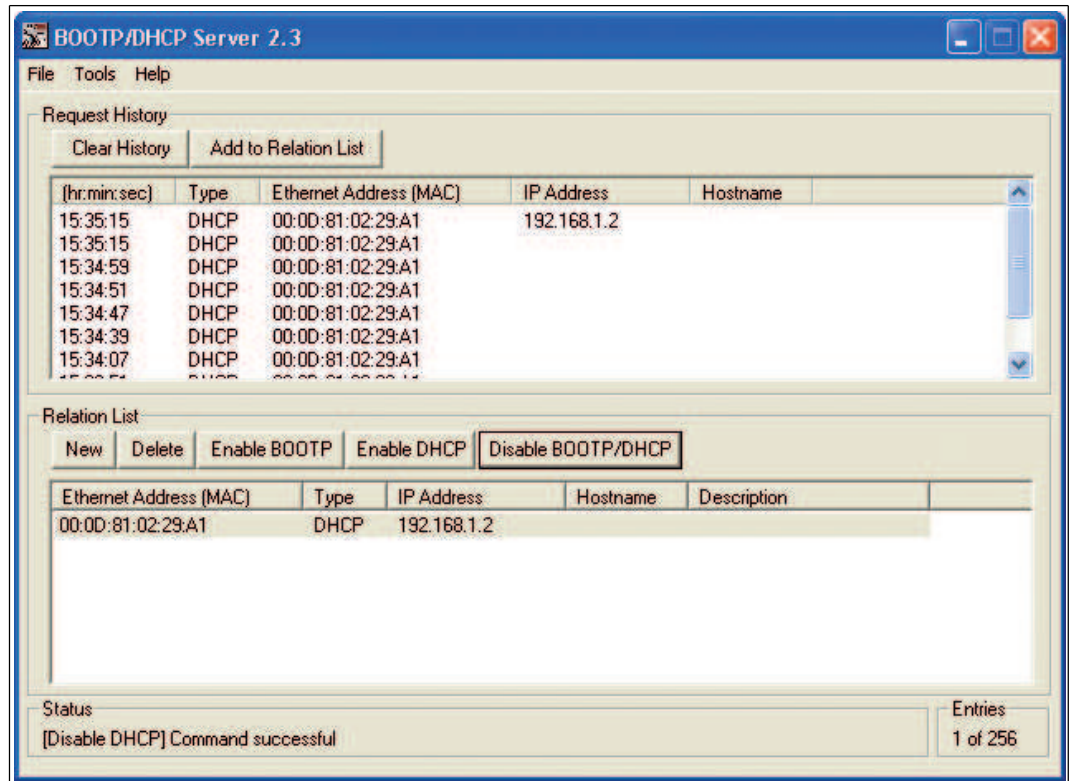 BOOTP/DHCP Server 2.3
File Tools Help
Request History
Clear History Add to Relation List
(hr:min:sec) Type Ethernet Address (MAC) IP Address Hostname
15:35:15 DHCP 00:0D:81:02:29:A1 192.168.1.2
15:35:15 DHCP 00:0D:81:02:29:A1
15:34:59 DHCP 00:0D:81:02:29:A1
15:34:51 DHCP 00:0D:81:02:29:A1
15:34:47 DHCP 00:0D:81:02:29:A1
15:34:39 DHCP 00:0D:81:02:29:A1
15:34:07 DHCP 00:0D:81:02:29:A1
Relation List
New Delete Enable BOOTP Enable DHCP Disable BOOTP/DHCP
Ethernet Address (MAC) Type IP Address Hostname Description
00:0D:81:02:29:A1 DHCP 192.168.1.2
Status Entries
[Disable DHCP] Command successful 1 of 256